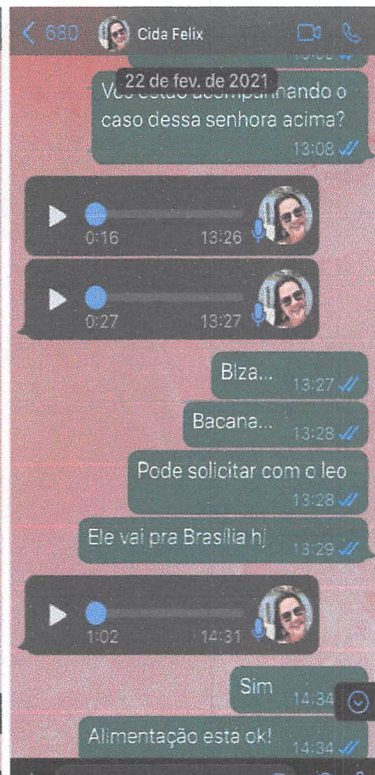 680 Cida Felix
22 de fev. de 2021
Vcs estão acompanhando o
caso dessa senhora acima?
13:08
0:16 13:26
0:27 13:27
Blza... 13:27
Bacana... 13:28
Pode solicitar com o leo
13:28
Ele vai pra Brasília hj 13:29
1:02 14:31
Sim 14:34
Alimentação esta ok! 14:34